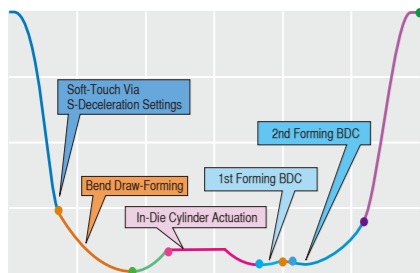 Soft-Touch Via
S-Deceleration Settings
2nd Forming BDC
Bend Draw-Forming
1st Forming BDC
In-Die Cylinder Actuation